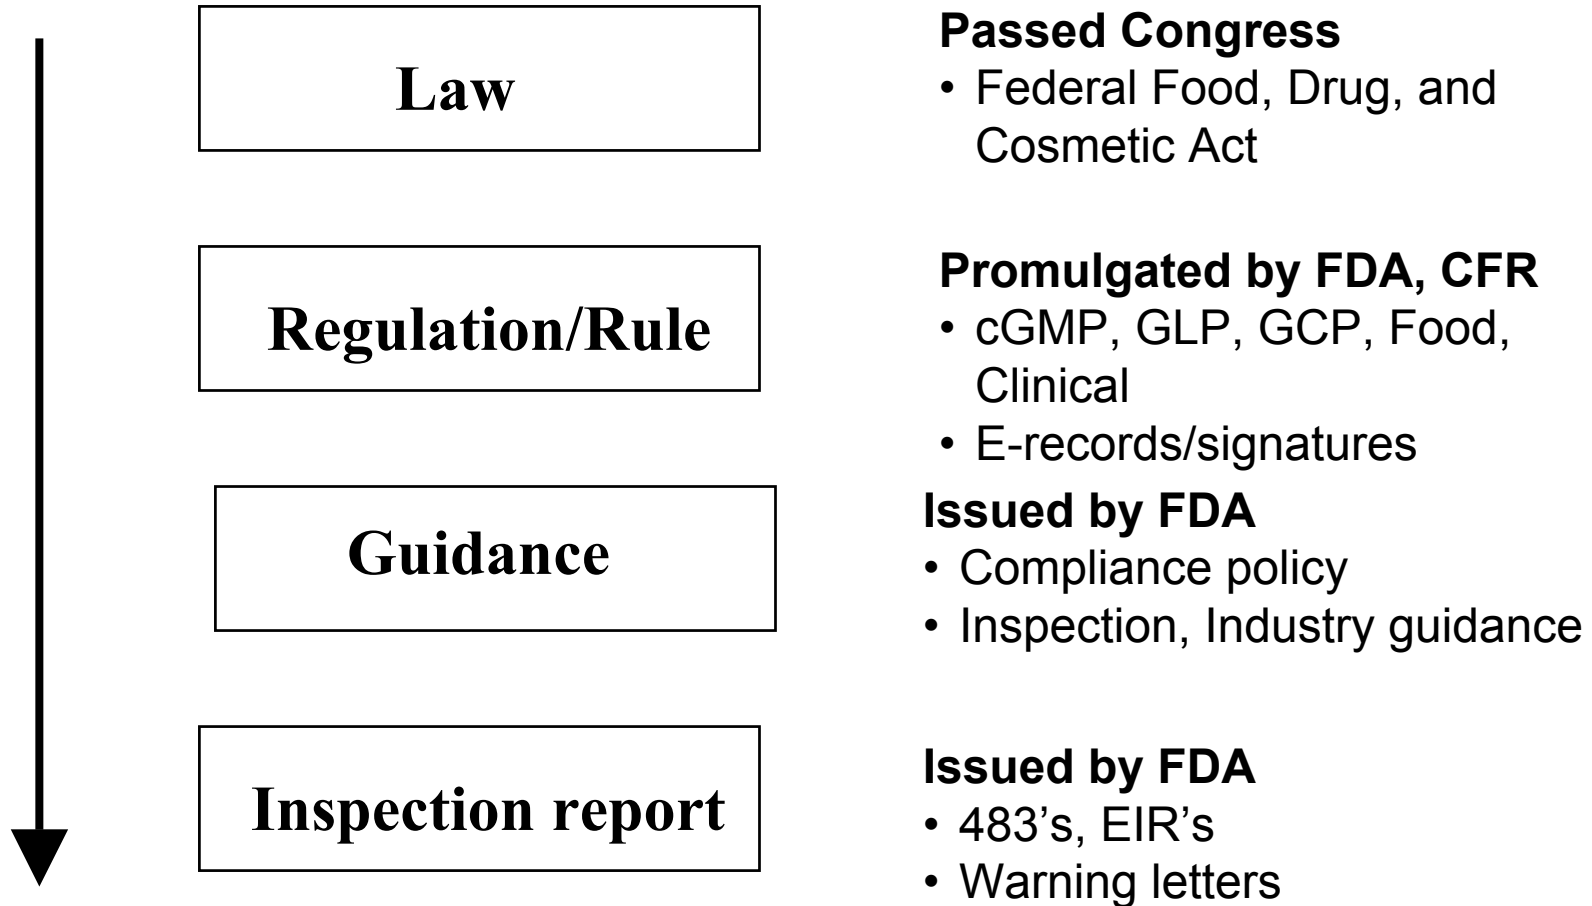 Law
Passed Congress
• Federal Food, Drug, and
Cosmetic Act
Regulation/Rule
Promulgated by FDA, CFR
• cGMP, GLP, GCP, Food,
Clinical
• E-records/signatures
Guidance
Issued by FDA
• Compliance policy
• Inspection, Industry guidance
Inspection report
Issued by FDA
• 483’s, EIR’s
• Warning letters